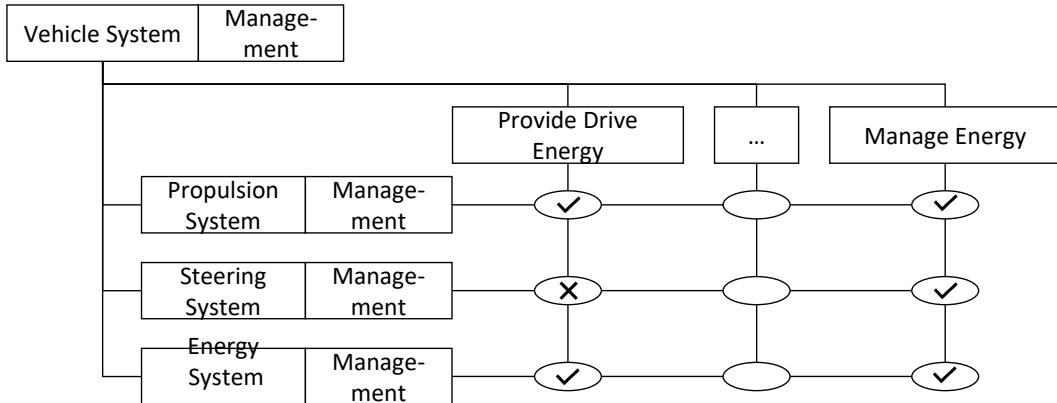 Vehicle System
Manage-
ment
Provide Drive
Energy
...
Manage Energy
Propulsion
System
Manage-
ment
Steering
System
Manage-
ment
Energy
System
Manage-
ment